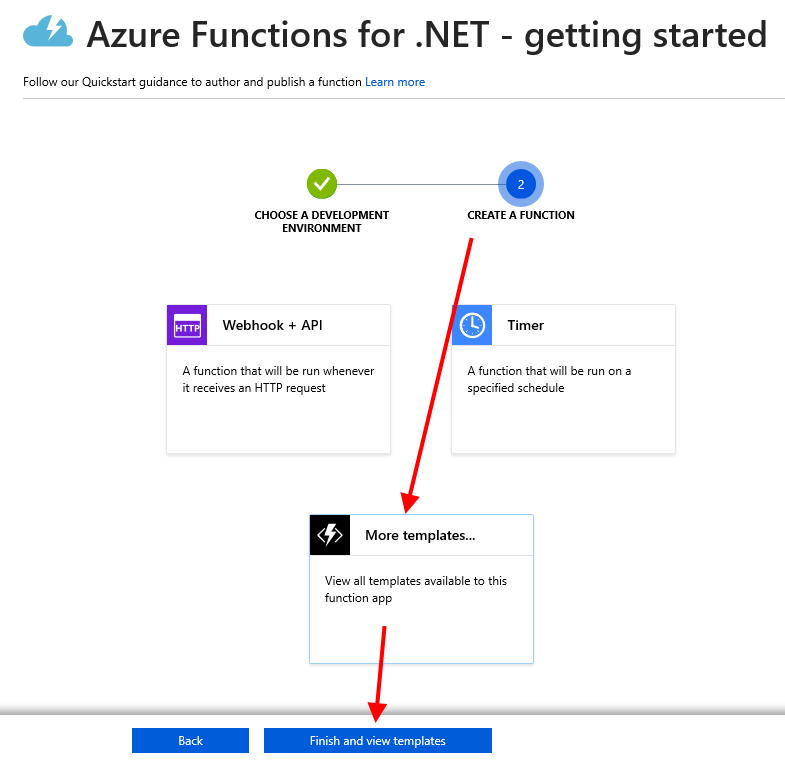 Azure Functions for .NET - getting started
Follow our Quickstart guidance to author and publish a function Learn more
2
CHOOSE A DEVELOPMENT
ENVIRONMENT
CREATE A FUNCTION
HTTP
Webhook + API
A function that will be run whenever
it receives an HTTP request
Timer
A function that will be run on a
specified schedule
More templates...
View all templates available to this
function app
Back
Finish and view templates